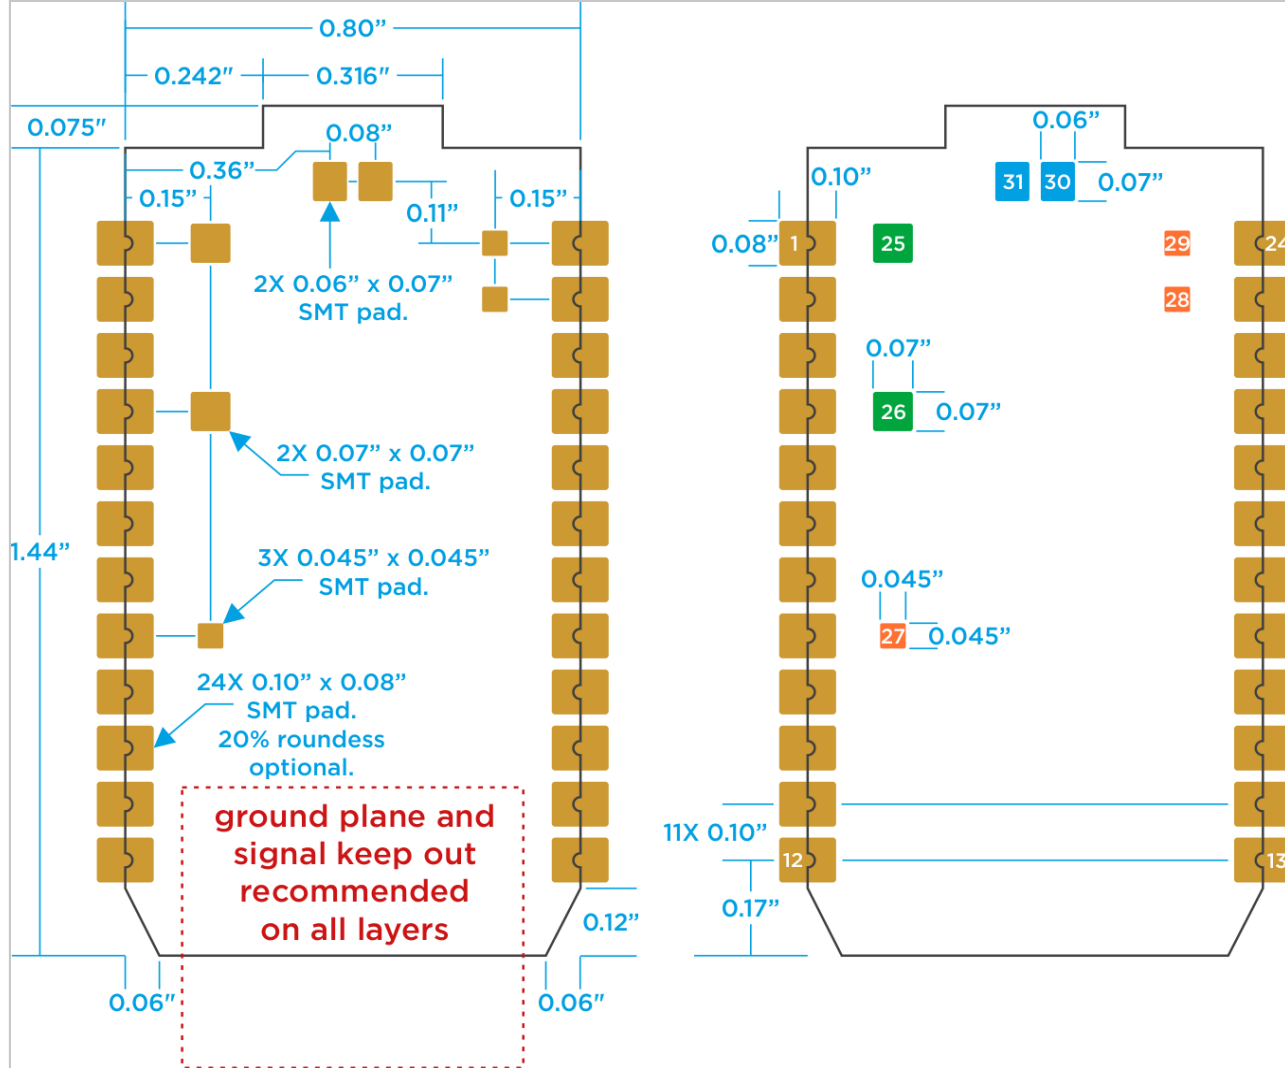 0.80”
0.242" 0.316”
0.075"
0.08”
0.36”
0.15” 0.15”
0.11”
2X 0.06” x 0.07”
SMT pad.
2X 0.07” x 0.07”
SMT pad.
1.44”
3X 0.045” x 0.045”
SMT pad.
24X 0.10” x 0.08”
SMT pad.
20% roundess
optional.
ground plane and
signal keep out
recommended
on all layers
0.12”
0.06" 0.06"
0.06”
0.10” 31 30 0.07”
0.08” 1 25 29 24
28
0.07”
26 0.07”
0.045”
27 0.045”
11X 0.10”
12 13
0.17”